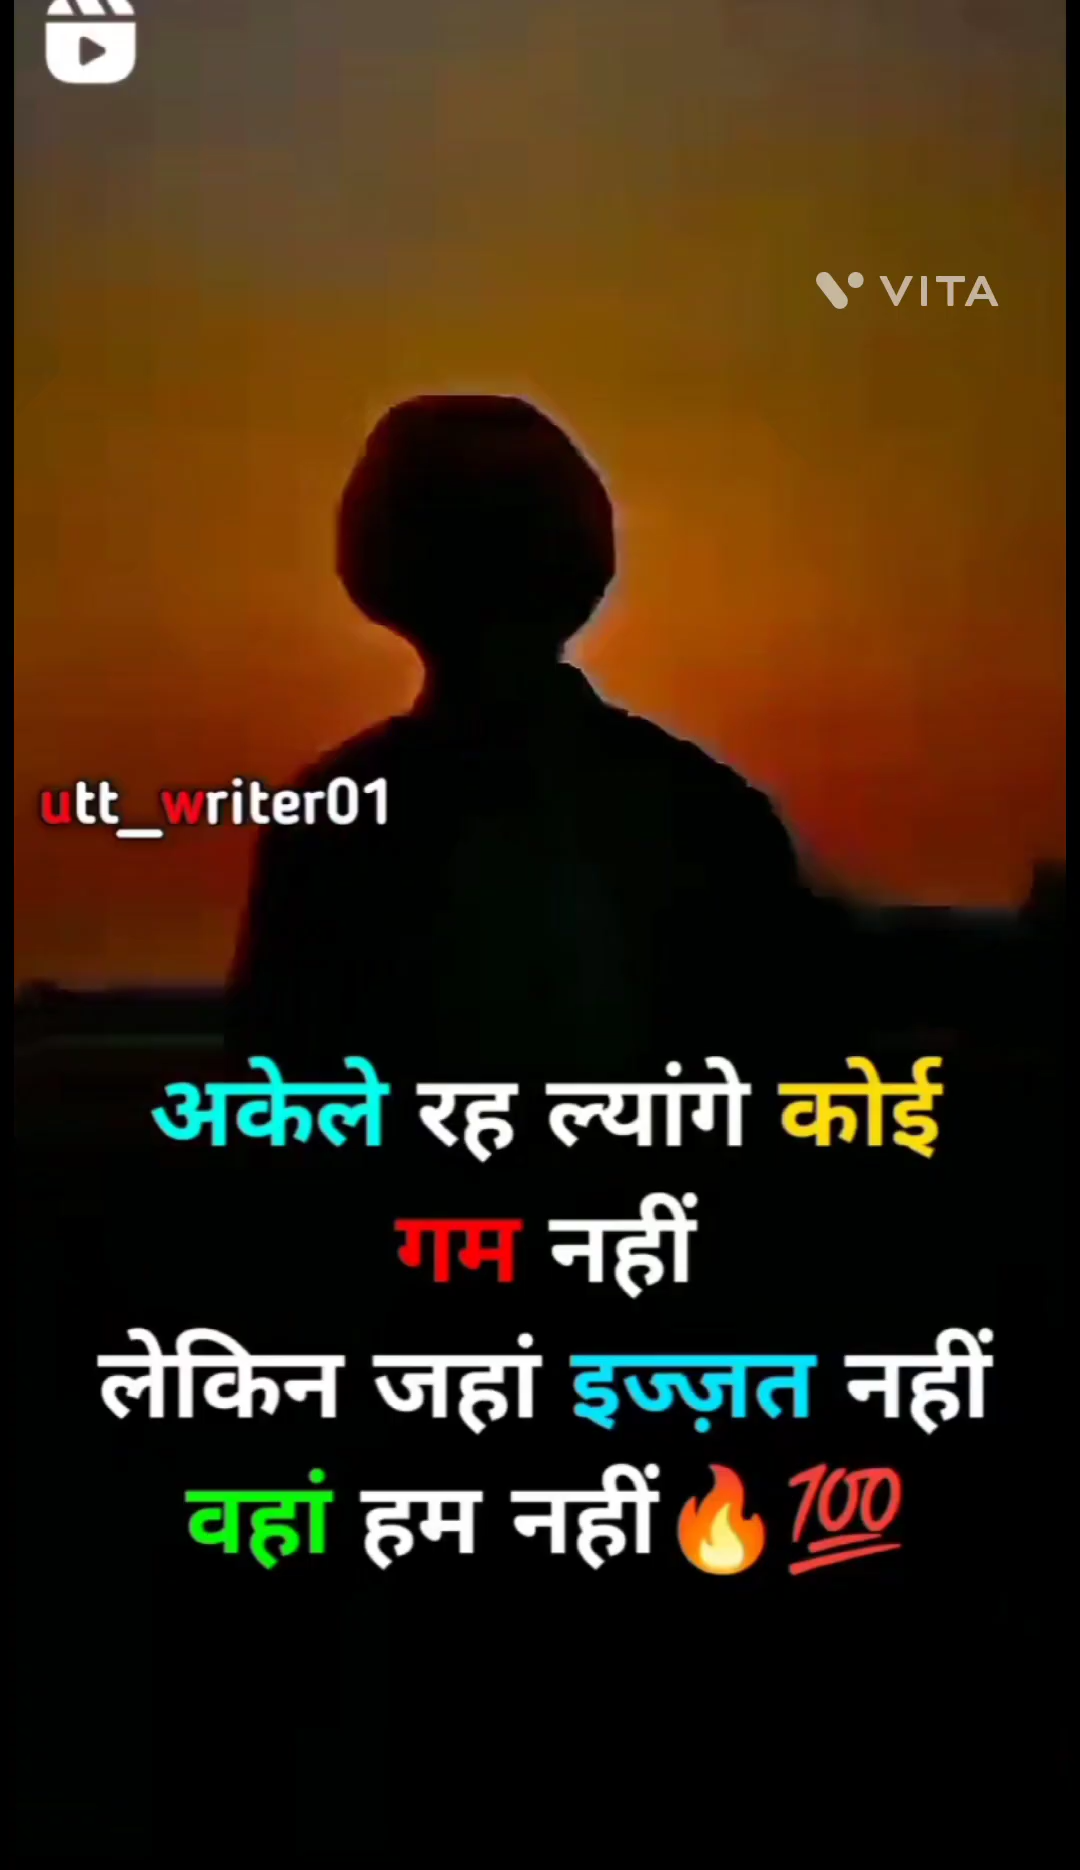 VITA
utt_writer01
अकेले रह ल्यांगे कोई
गम नहीं
लेकिन जहां इज्ज़त नहीं
वहां हम नहीं🔥💯